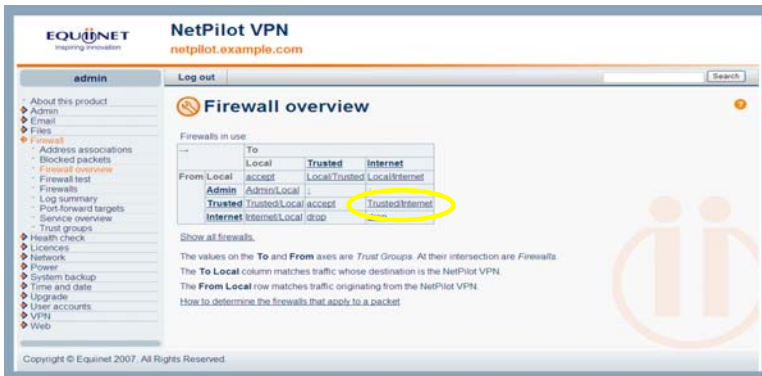 EQUIINET
inspiring innovation
NetPilot VPN
netpilot.example.com
admin
Log out
Search
About this product
Admin
Email
Files
Firewall
Address associations
Blocked packets
Firewall overview
Firewall test
Firewalls
Log summary
Port-forward targets
Service overview
Trust groups
Health check
Licences
Network
Power
System backup
Time and date
Upgrade
User accounts
VPN
Web
Firewall overview
?
Firewalls in use:
→ To
Local Trusted Internet
From Local accept Local/Trusted Local/Internet
Admin Admin/Local :
Trusted Trusted/Local accept Trusted/Internet
Internet Internet/Local drop drop
Show all firewalls.
The values on the To and From axes are Trust Groups. At their intersection are Firewalls.
The To Local column matches traffic whose destination is the NetPilot VPN.
The From Local row matches traffic originating from the NetPilot VPN.
How to determine the firewalls that apply to a packet
Copyright © Equiinet 2007. All Rights Reserved.